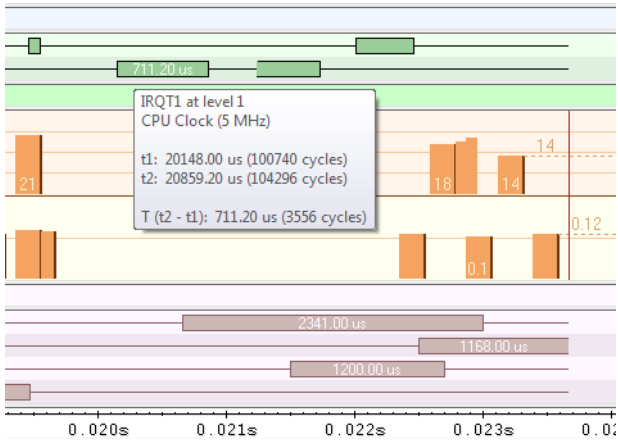 711.20 us
IRQT1 at level 1
CPU Clock (5 MHz)
t1: 20148.00 us (100740 cycles)
t2: 20859.20 us (104296 cycles)
T (t2 - t1): 711.20 us (3556 cycles)
14
21
18
14
0.12
0.1
2341.00 us
1168.00 us
1200.00 us
0.020s 0.021s 0.022s 0.023s 0.02